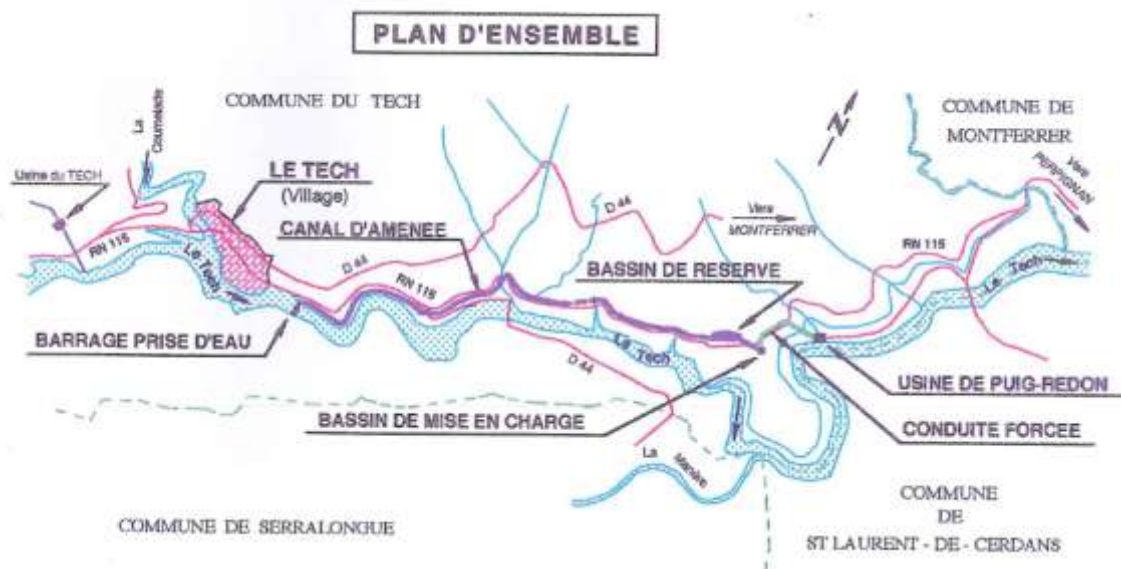 PLAN D'ENSEMBLE
COMMUNE DU TECH
COMMUNE DE
MONTFERRER
La
Coumelade
N
Vers
PERPIGNAN
Usine du TECH
LE TECH
(Village)
CANAL D'AMENEE
D 44
Vers
MONTFERRER
RN 115
RN 115
Le Tech
D 44
RN 115
BASSIN DE RESERVE
Le Tech
BARRAGE PRISE D'EAU
Le Tech
D 44
USINE DE PUIG-REDON
BASSIN DE MISE EN CHARGE
CONDUITE FORCEE
La
COMMUNE DE SERRALONGUE
COMMUNE
DE
ST LAURENT - DE - CERDANS